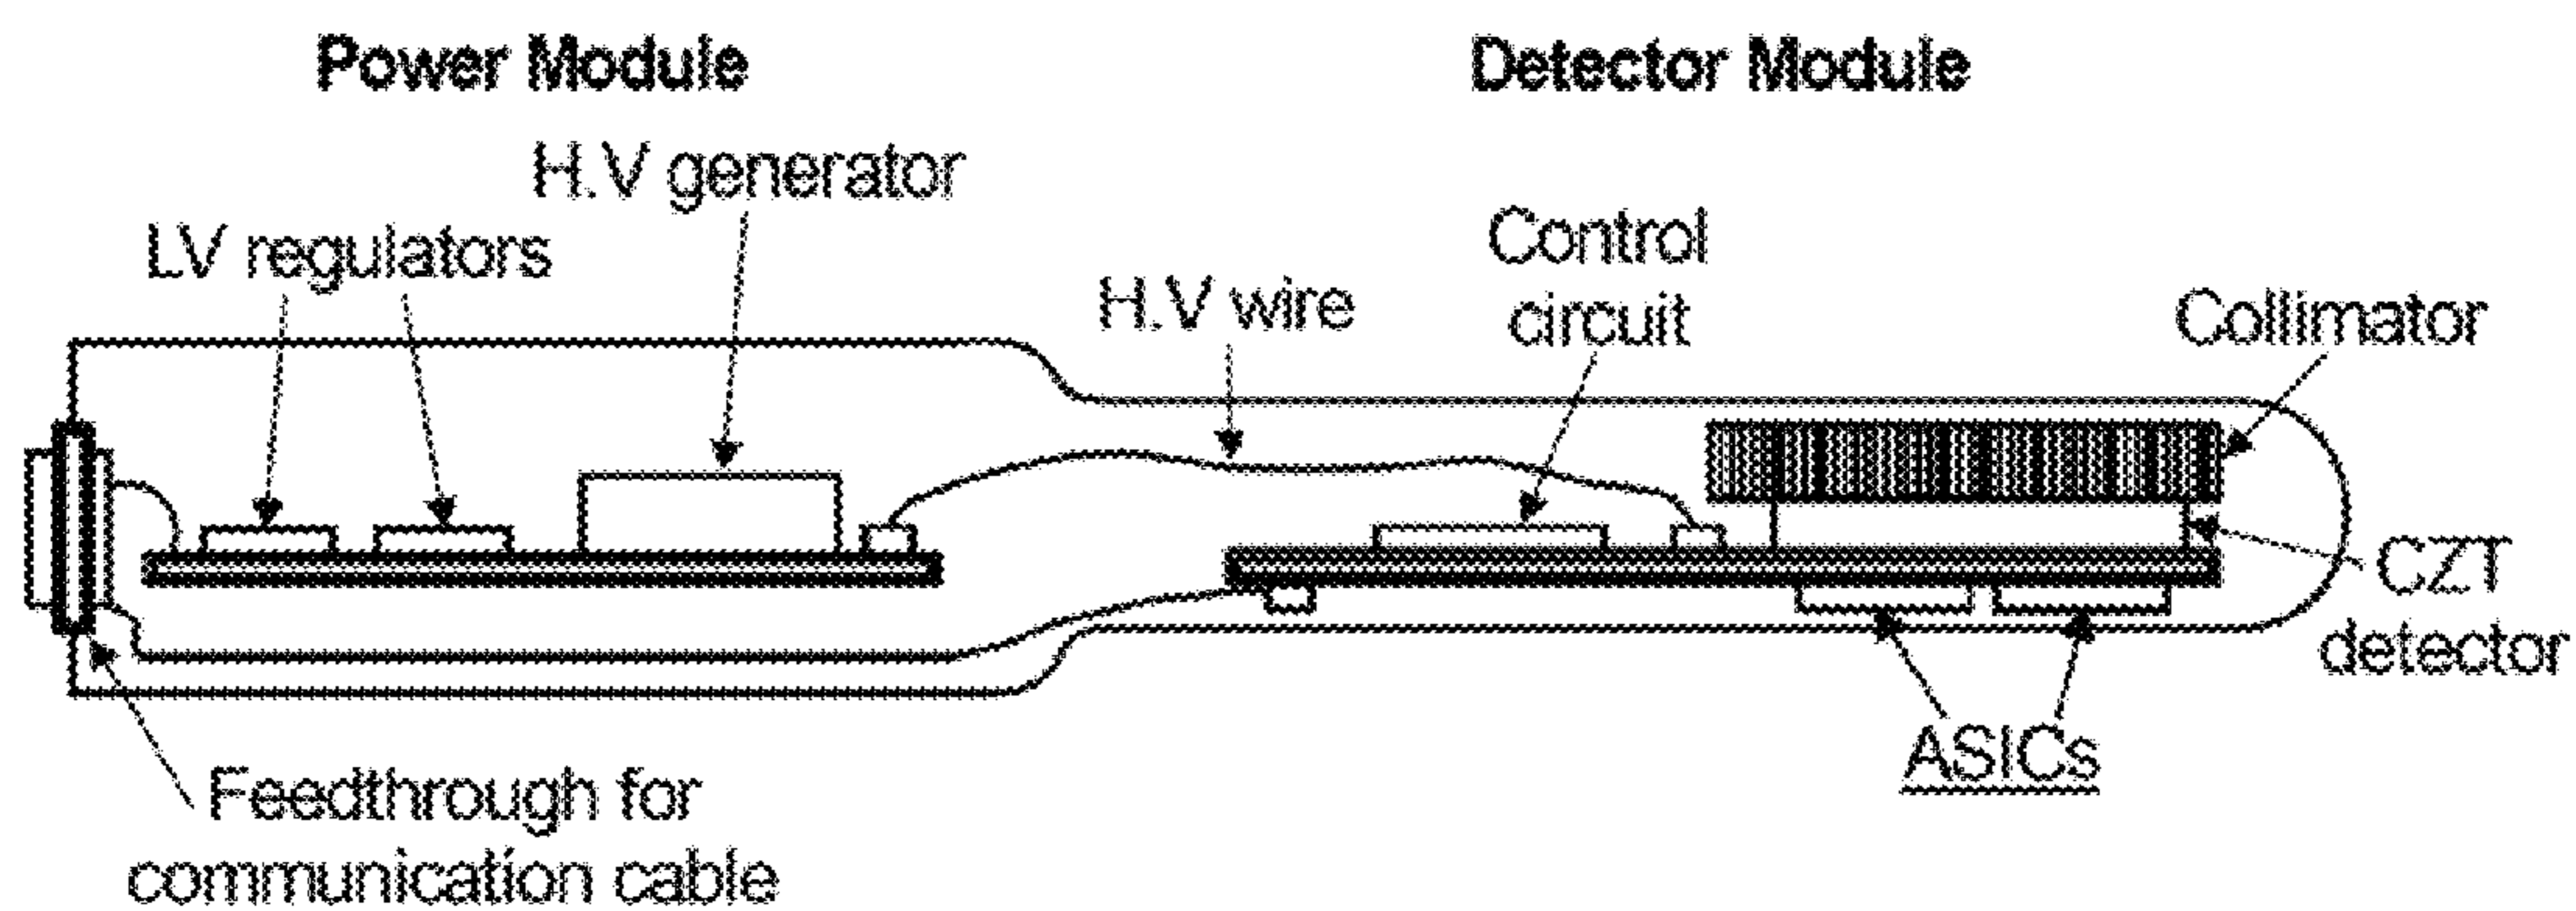 Power Module
Detector Module
H.V generator
LV regulators
Control
circuit
H.V wire
Collimator
CZT
detector
ASICs
Feedthrough for
communication cable